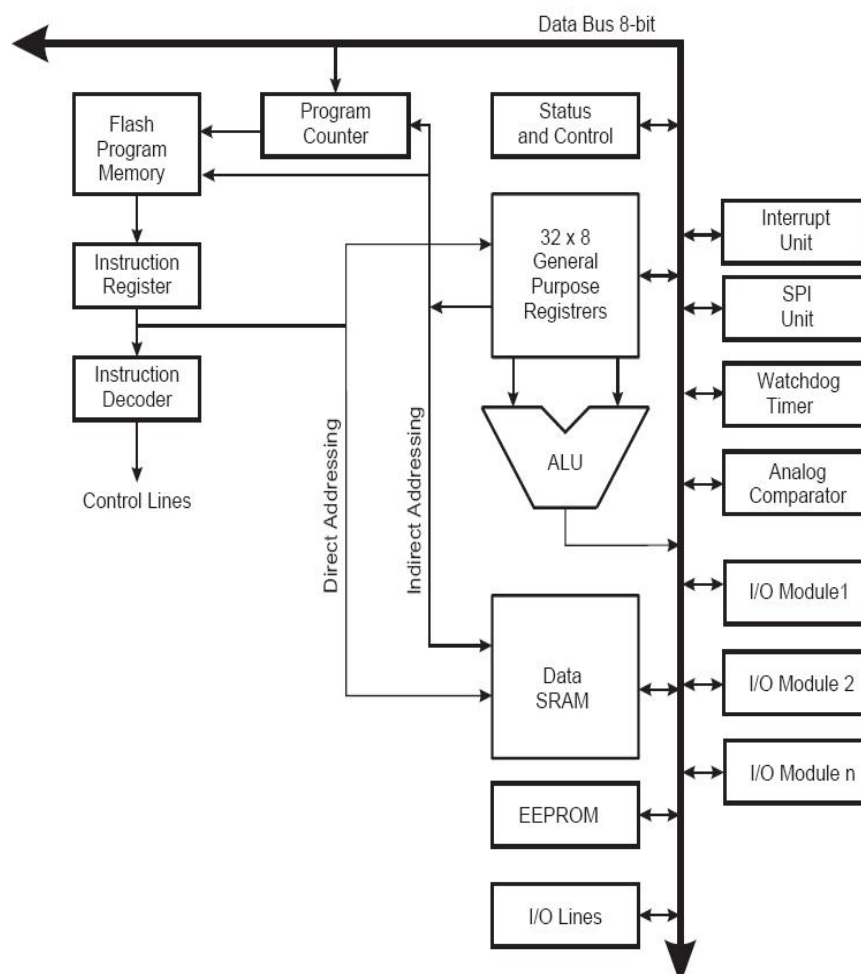 Data Bus 8-bit
Flash
Program
Memory
Program
Counter
Status
and Control
Interrupt
Unit
32 x 8
General
Purpose
Registrers
Instruction
Register
SPI
Unit
Instruction
Decoder
Watchdog
Timer
ALU
Analog
Comparator
Control Lines
Direct Addressing
Indirect Addressing
I/O Module1
Data
SRAM
I/O Module 2
I/O Module n
EEPROM
I/O Lines